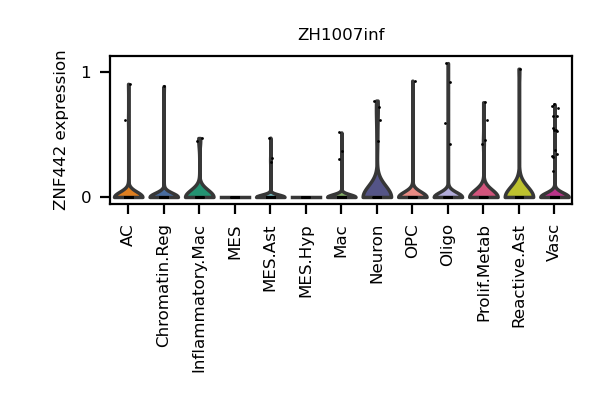 ZH1007inf
ZNF442 expression
1
0
AC
Chromatin.Reg
Inflammatory.Mac
MES
MES.Ast
MES.Hyp
Mac
Neuron
OPC
Oligo
Prolif.Metab
Reactive.Ast
Vasc